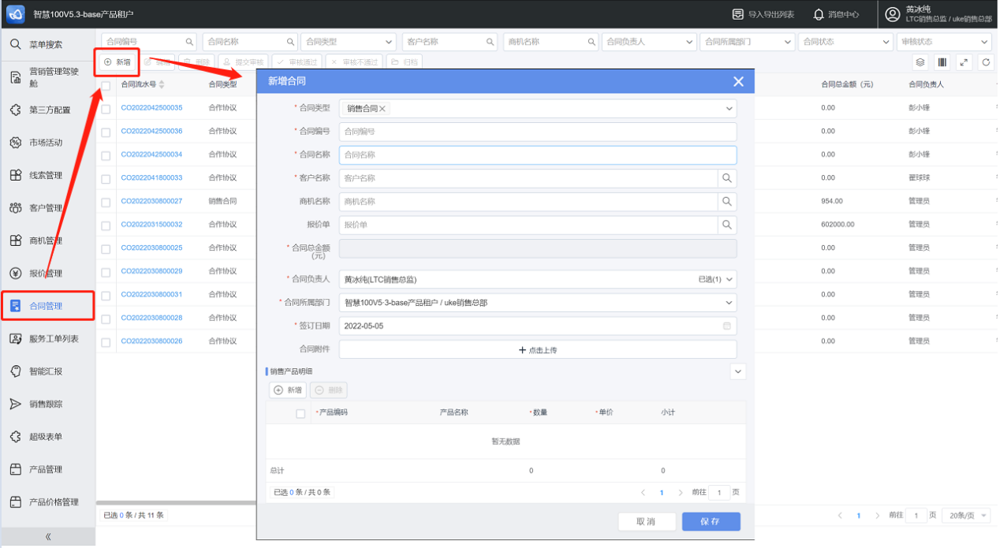 智慧100V5.3-base产品租户
导入导出列表
消息中心
黄冰纯
LTC销售总监 / uke销售总部
菜单搜索
营销管理驾驶舱
第三方配置
市场活动
线索管理
客户管理
商机管理
报价管理
合同管理
服务工单列表
智能汇报
销售跟踪
超级表单
产品管理
产品价格管理
合同编号 合同名称 合同类型 客户名称 商机名称 合同负责人 合同所属部门 合同状态 审核状态
新增 编辑 删除 提交审核 审核通过 审核不通过 归档
合同流水号 合同类型 合同总金额（元） 合同负责人
CO2022042500035 合作协议 0.00 彭小锋
CO2022042500036 合作协议 0.00 彭小锋
CO2022042500034 合作协议 0.00 彭小锋
CO2022041800033 合作协议 0.00 翟球球
CO2022030800027 销售合同 954.00 管理员
CO2022031500032 合作协议 602000.00 管理员
CO2022030800025 合作协议 0.00 管理员
CO2022030800029 合作协议 0.00 管理员
CO2022030800031 合作协议 0.00 管理员
CO2022030800028 合作协议 0.00 管理员
CO2022030800026 合作协议 0.00 管理员
已选 0 条 / 共 11 条
1 前往 1 页 20条/页
新增合同
* 合同类型 销售合同
* 合同编号 合同编号
* 合同名称 合同名称
* 客户名称 客户名称
商机名称 商机名称
报价单 报价单
* 合同总金额
(元)
* 合同负责人 黄冰纯(LTC销售总监) 已选(1)
* 合同所属部门 智慧100V5·3-base产品租户 / uke销售总部
* 签订日期 2022-05-05
合同附件 点击上传
销售产品明细
新增 删除
* 产品编码 产品名称 * 数量 * 单价 小计
暂无数据
总计 0 0
已选 0 条 / 共 0 条 1 前往 1 页
取 消 保 存